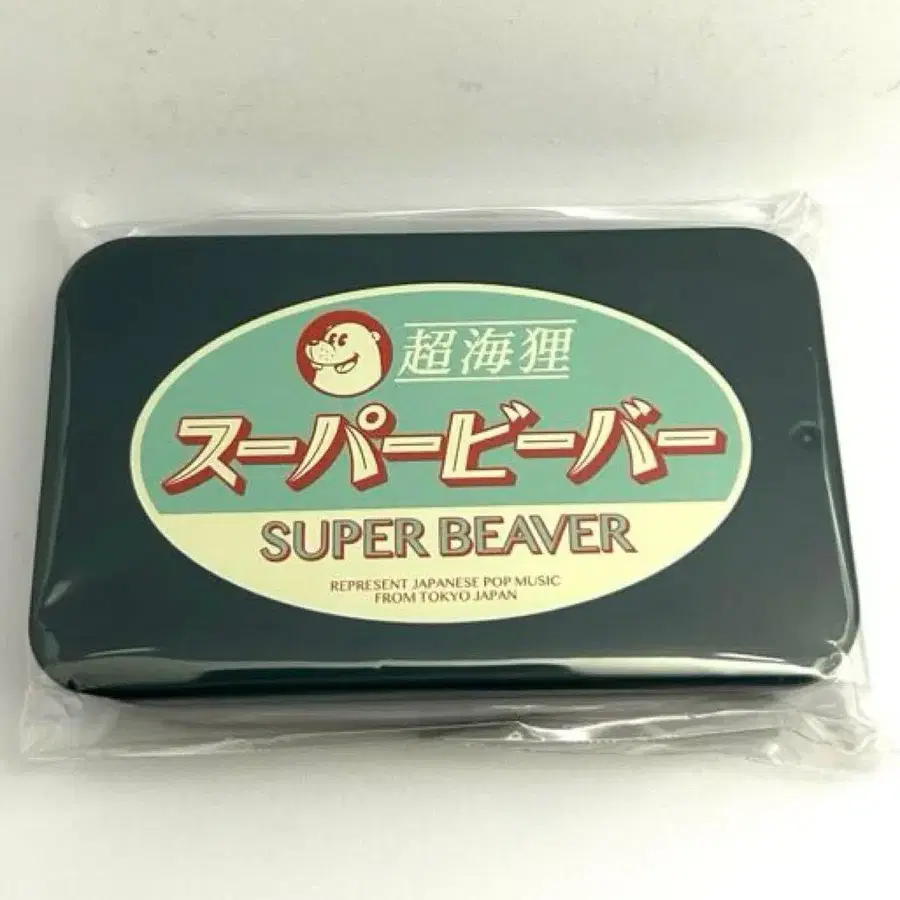 超海狸
スーパービーバー
SUPER BEAVER
REPRESENT JAPANESE POP MUSIC
FROM TOKYO JAPAN